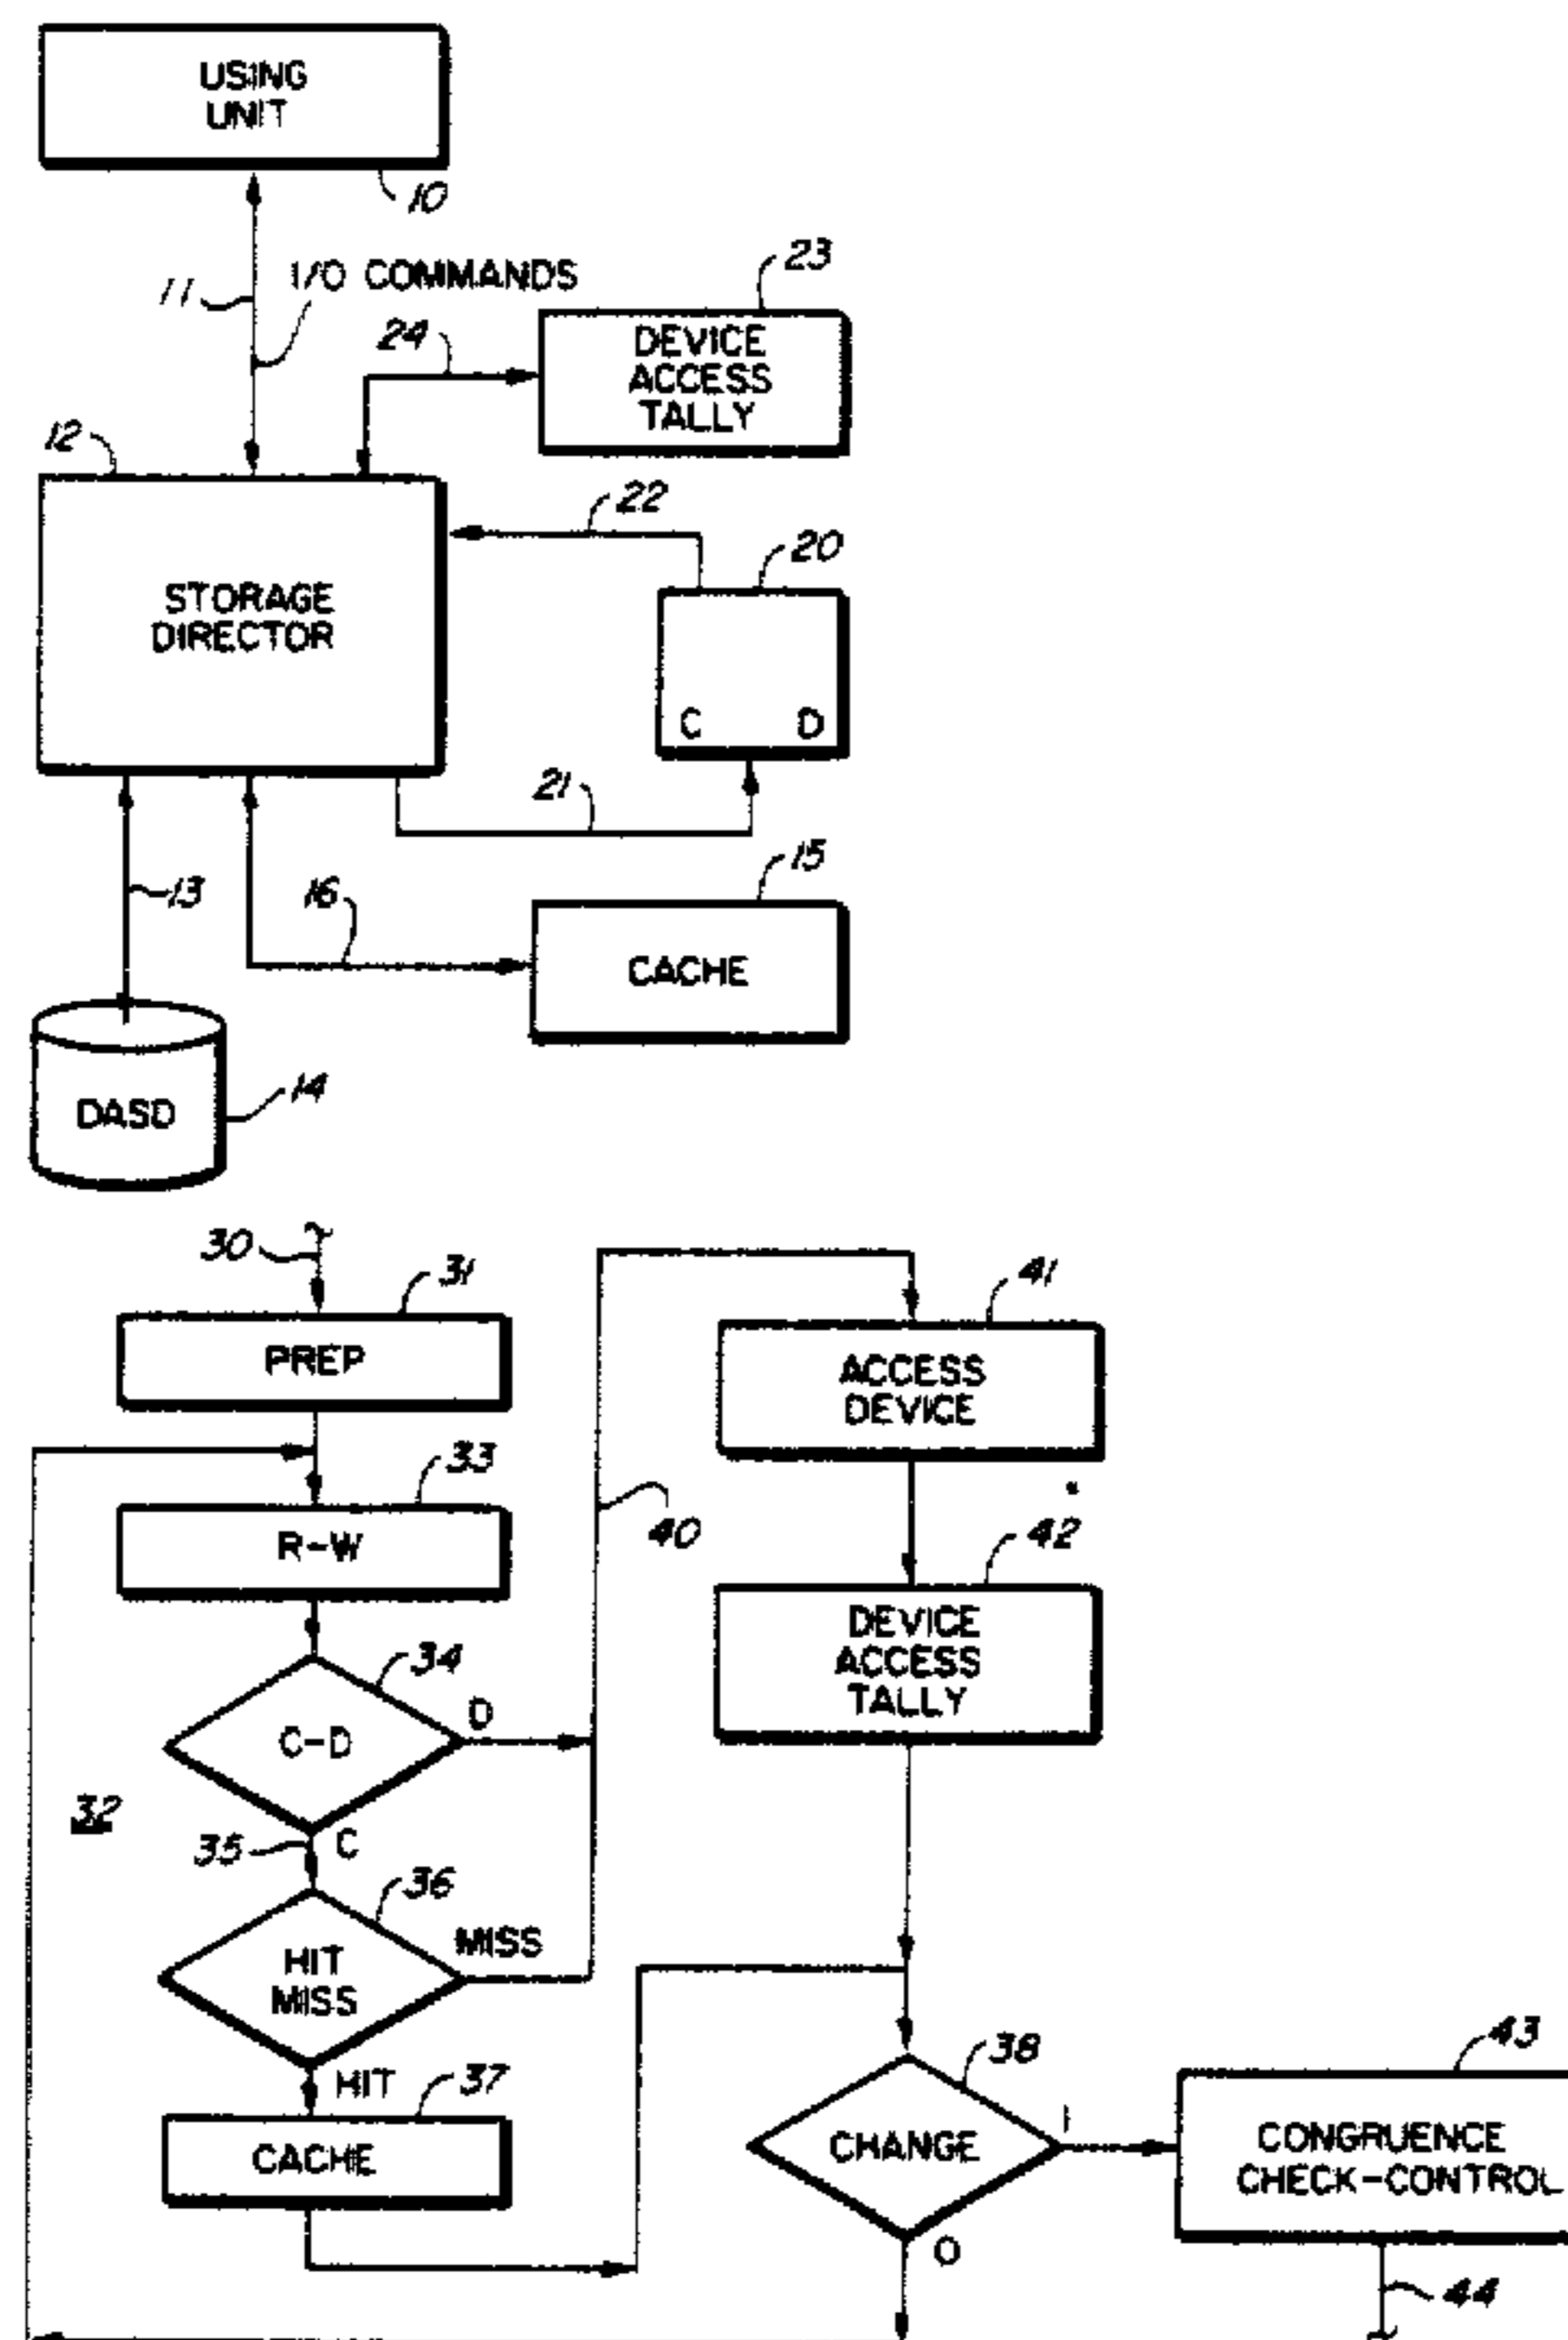 USING
UNIT
10
11
I/O COMMANDS
23
24
DEVICE
ACCESS
TALLY
12
22
20
STORAGE
DIRECTOR
C D
21
15
13
16
CACHE
DASD
14
30
31
41
PREP
ACCESS
DEVICE
33
R-W
40
42
34
DEVICE
ACCESS
TALLY
D
C-D
32
35
C
36
MISS
HIT
MISS
38
43
HIT
37
1
CHANGE
CONGRUENCE
CHECK-CONTROL
CACHE
0
44